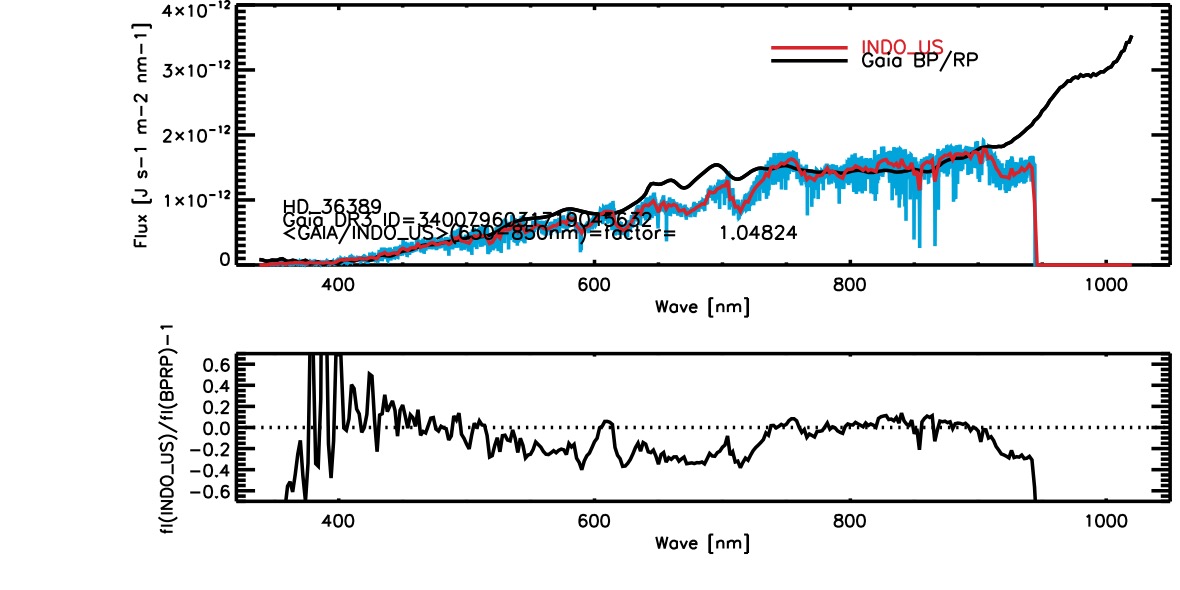 4×10−12
3×10−12
2×10−12
1×10−12
0
Flux [J s−1 m−2 nm−1]
INDO_US
Gaia BP/RP
HD_36389
Gaia DR3 ID=
<GAIA/INDO_US>(650−850nm)=factor= 1.04824
400 600 800 1000
Wave [nm]
fl(INDO_US)/fl(BPRP)−1
0.6
0.4
0.2
0.0
−0.2
−0.4
−0.6
400 600 800 1000
Wave [nm]